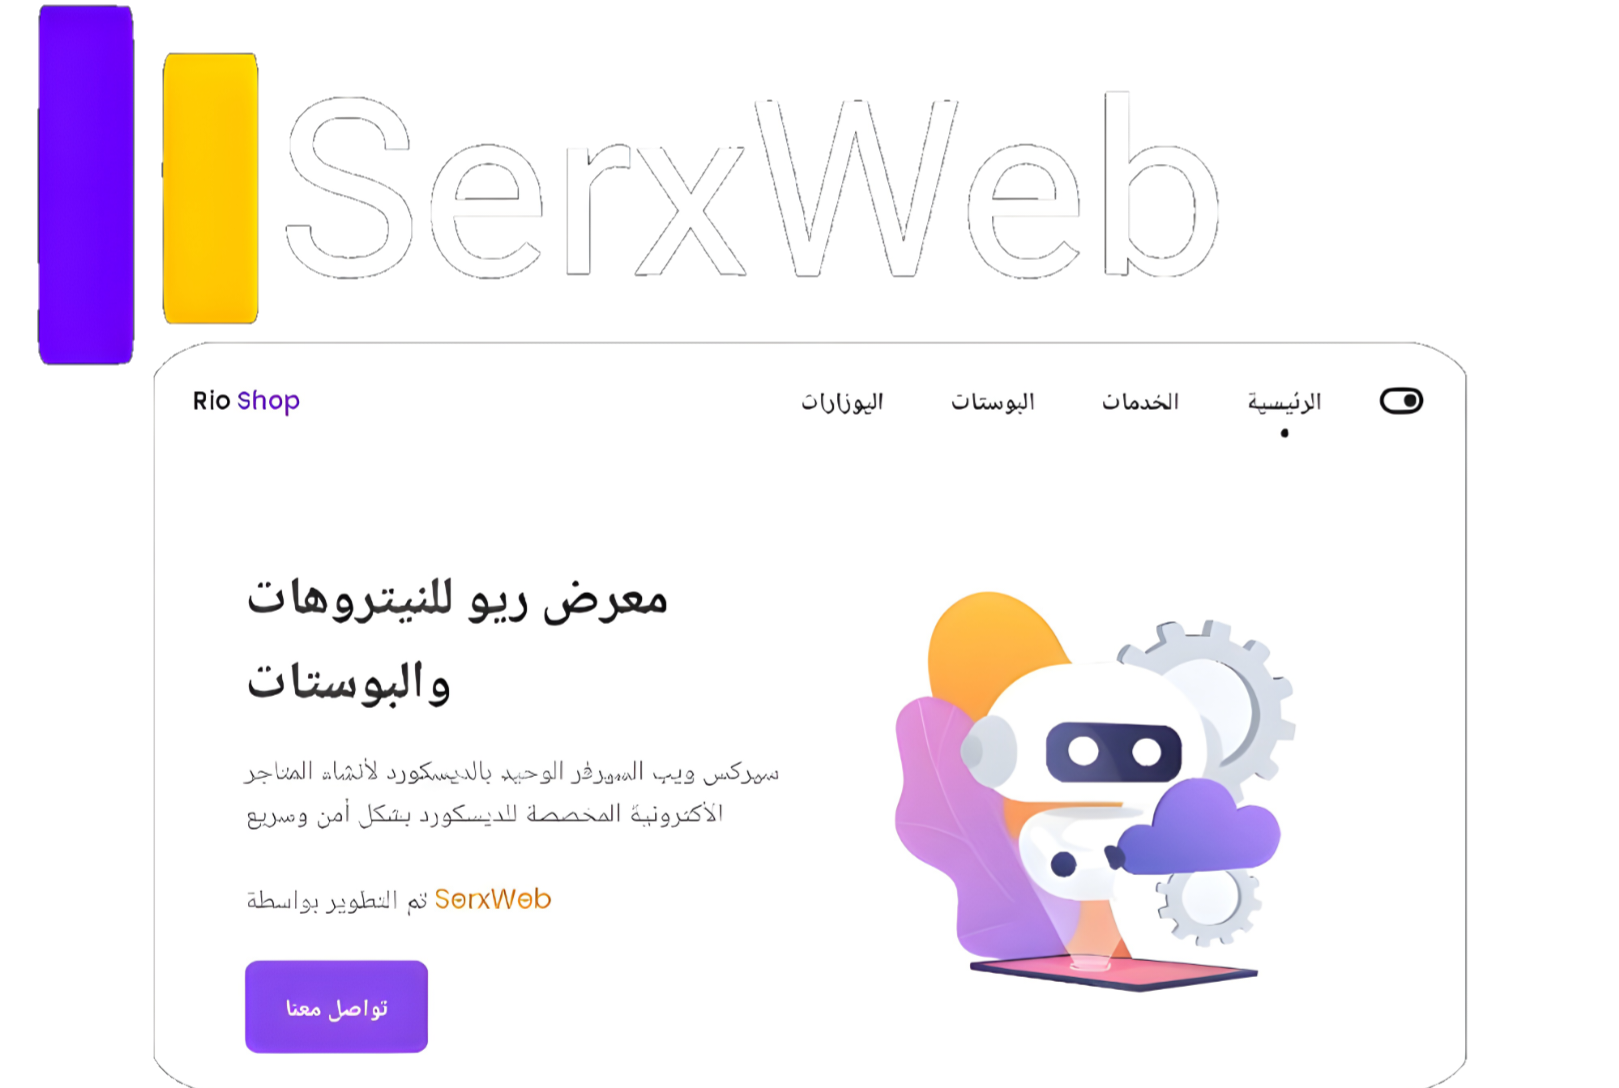 SerxWeb
Rio Shop
الرئيسية
الخدمات
البوستات
اليوزارات
معرض ريو للنيتروهات
والبوستات
سيركس ويب السيرفر الوحيد بالديسكورد لأنشاء المتاجر
الأكترونية المخصصة للديسكورد بشكل أمن وسريع
تم التطوير بواسطة SerxWeb
تواصل معنا